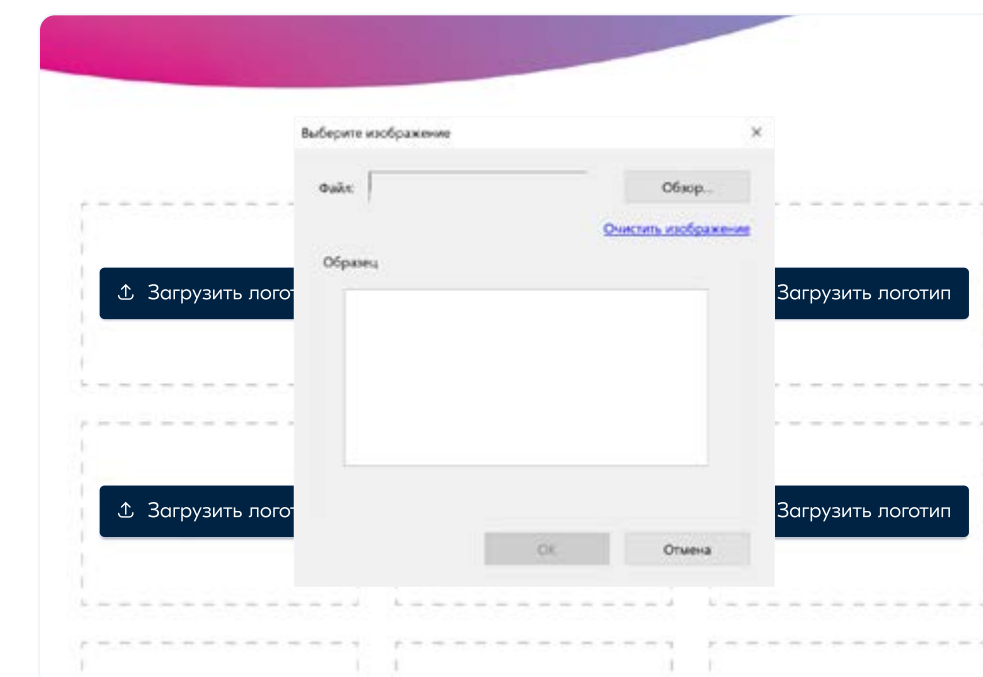 Выберите изображение
Файл:
Обзор...
Очистить изображение
Образец
Загрузить лого
Загрузить логотип
Загрузить лого
Загрузить логотип
OK
Отмена